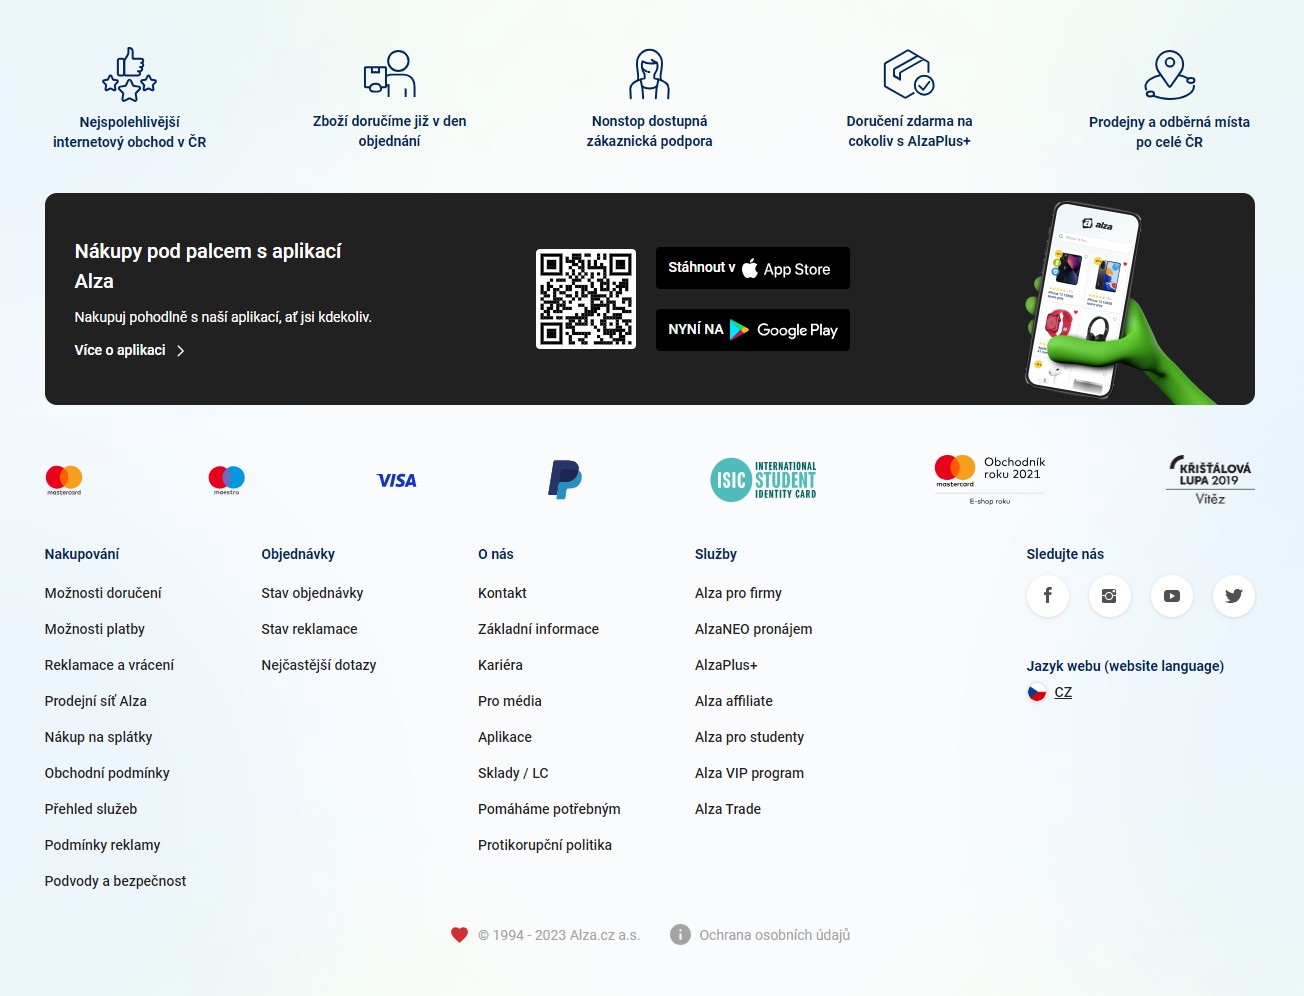 Nejspolehlivější
internetový obchod v ČR
Zboží doručíme již v den
objednání
Nonstop dostupná
zákaznická podpora
Doručení zdarma na
cokoliv s AlzaPlus+
Prodejny a odběrná místa
po celé ČR
Nákupy pod palcem s aplikací
Alza
Nakupuj pohodlně s naší aplikací, ať jsi kdekoliv.
Více o aplikaci
Stáhnout v App Store
NYNÍ NA Google Play
alza
mastercard
maestro
VISA
ISIC INTERNATIONAL
STUDENT
IDENTITY CARD
mastercard
Obchodník
roku 2021
E-shop roku
KŘIŠŤÁLOVÁ
LUPA 2019
Vítěz
Nakupování
Možnosti doručení
Možnosti platby
Reklamace a vrácení
Prodejní síť Alza
Nákup na splátky
Obchodní podmínky
Přehled služeb
Podmínky reklamy
Podvody a bezpečnost
Objednávky
Stav objednávky
Stav reklamace
Nejčastější dotazy
O nás
Kontakt
Základní informace
Kariéra
Pro média
Aplikace
Sklady / LC
Pomáháme potřebným
Protikorupční politika
Služby
Alza pro firmy
AlzaNEO pronájem
AlzaPlus+
Alza affiliate
Alza pro studenty
Alza VIP program
Alza Trade
Sledujte nás
Jazyk webu (website language)
CZ
© 1994 - 2023 Alza.cz a.s.
Ochrana osobních údajů